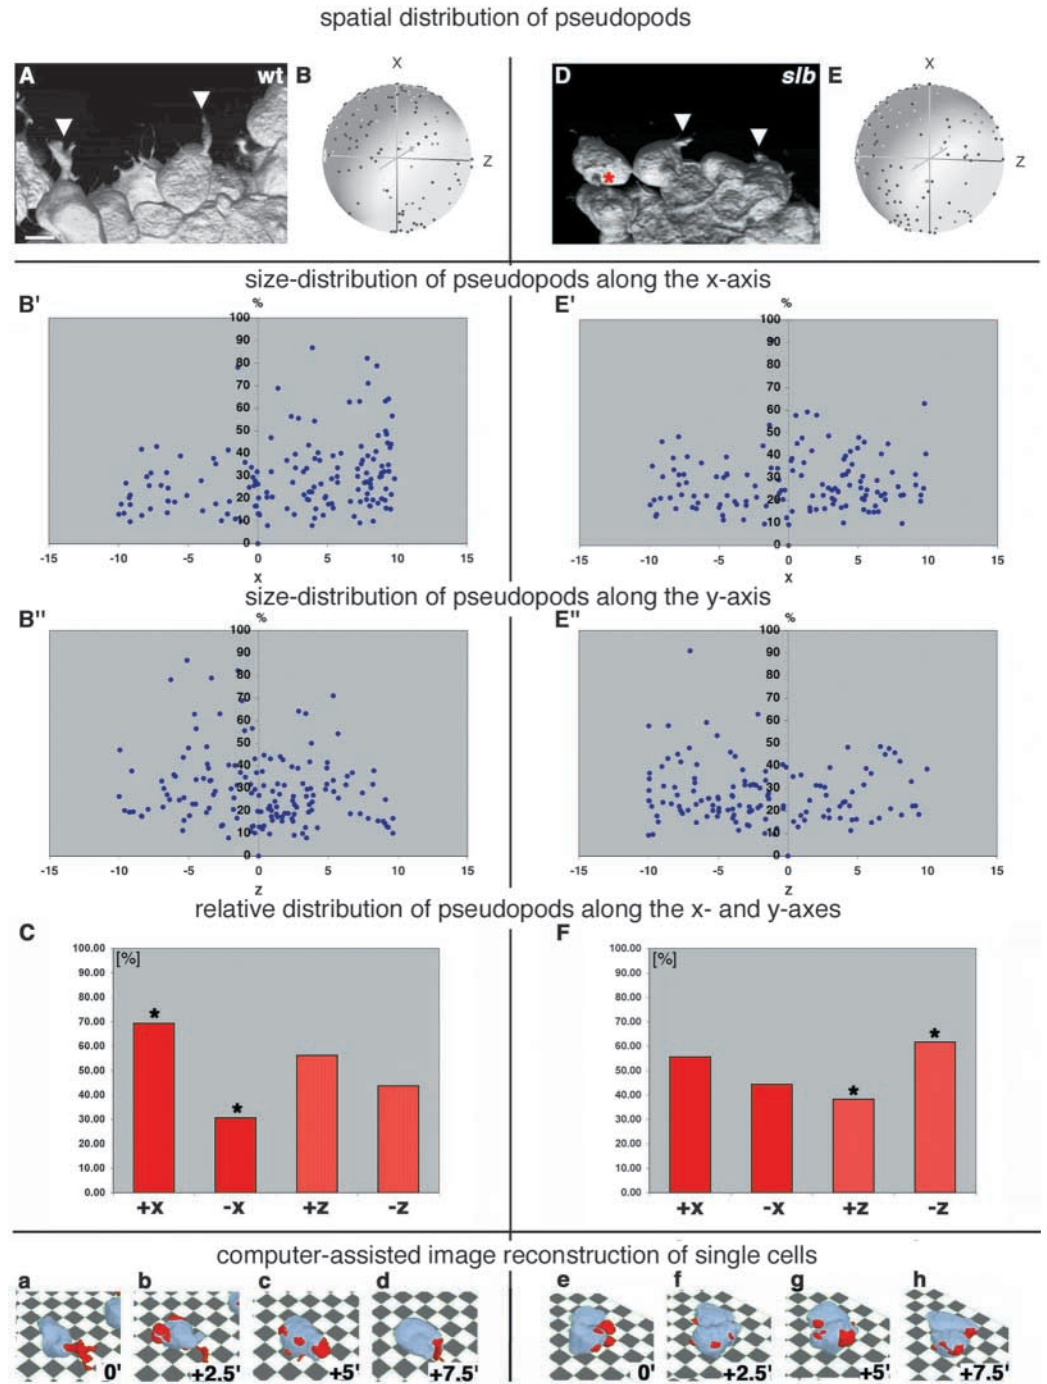 spatial distribution of pseudopods
A wt B X Z D slb E X Z
size-distribution of pseudopods along the x-axis
B' % E' %
100 100
90 90
80 80
70 70
60 60
50 50
40 40
30 30
20 20
10 10
0 0
-15 -10 -5 0 5 10 15 -15 -10 -5 0 5 10 15
X X
size-distribution of pseudopods along the y-axis
B" % E" %
100 100
90 90
80 80
70 70
60 60
50 50
40 40
30 30
20 20
10 10
0 0
-15 -10 -5 0 5 10 15 -15 -10 -5 0 5 10 15
Z Z
relative distribution of pseudopods along the x- and y-axes
C F
100.00 [%] 100.00 [%]
90.00 90.00
80.00 80.00
70.00 * 70.00 *
60.00 60.00
50.00 50.00
40.00 * 40.00 *
30.00 30.00
20.00 20.00
10.00 10.00
0.00 0.00
+x -x +z -z +x -x +z -z
computer-assisted image reconstruction of single cells
a b c d e f g h
0' +2.5' +5' +7.5' 0' +2.5' +5' +7.5'